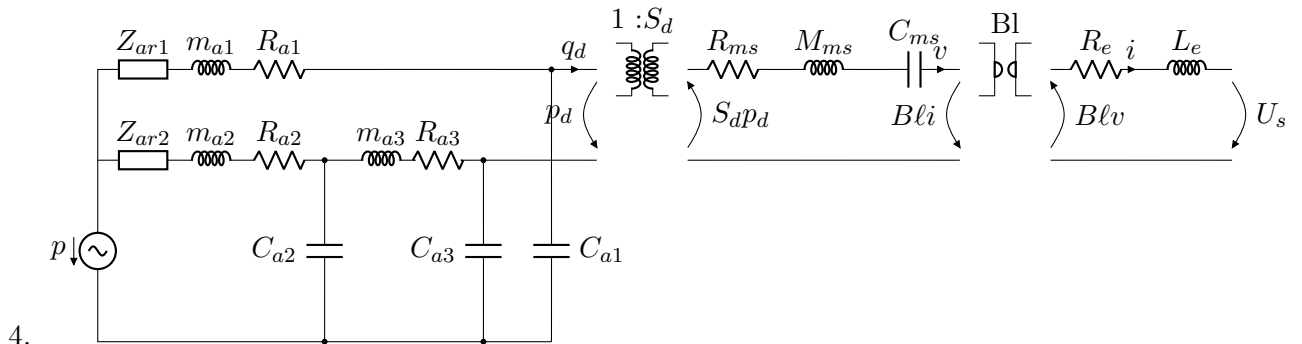 1 : S_d
Bl
Z_{ar1} m_{a1} R_{a1} q_d R_{ms} M_{ms} C_{ms} v R_e i L_e
p_d S_d p_d Bℓi Bℓv U_s
Z_{ar2} m_{a2} R_{a2} m_{a3} R_{a3}
p C_{a2} C_{a3} C_{a1}
4.